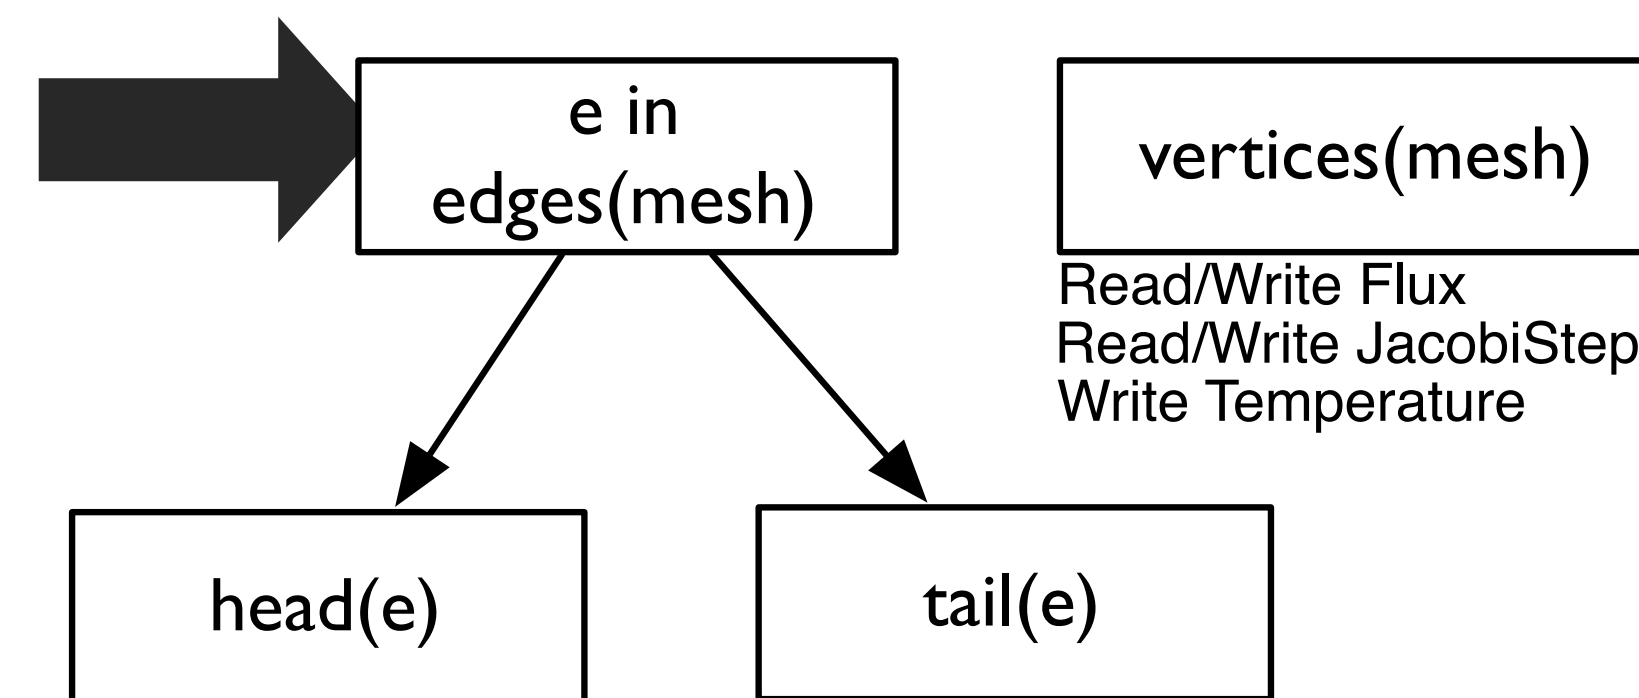 e in
edges(mesh)
vertices(mesh)
Read/Write Flux
Read/Write JacobiStep
Write Temperature
head(e)
tail(e)